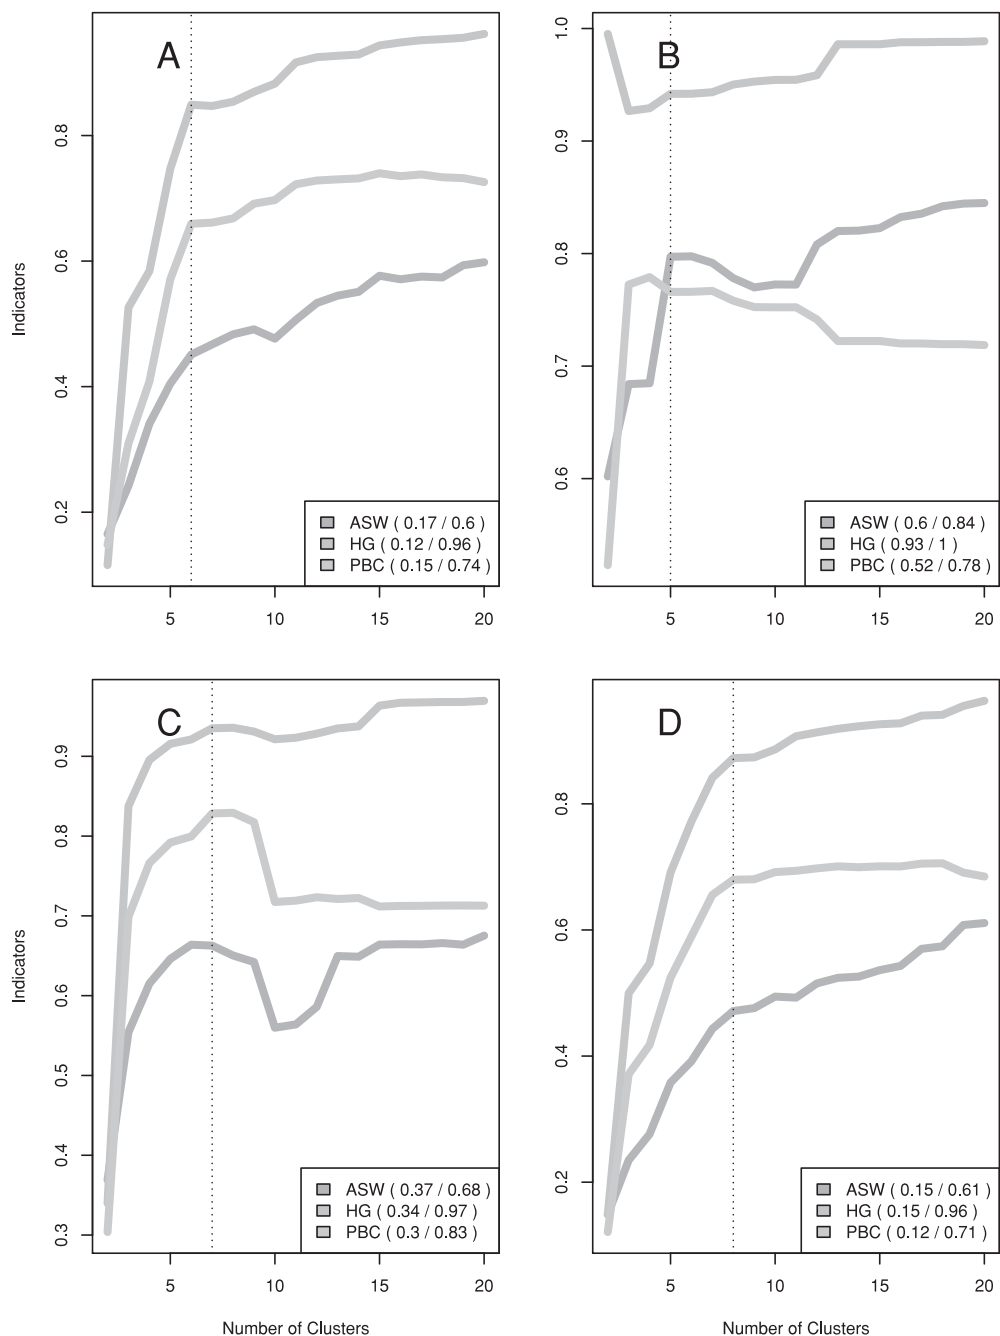 A
B
Indicators
0.2
0.4
0.6
0.8
0.6
0.7
0.8
0.9
1.0
ASW ( 0.17 / 0.6 )
HG ( 0.12 / 0.96 )
PBC ( 0.15 / 0.74 )
ASW ( 0.6 / 0.84 )
HG ( 0.93 / 1 )
PBC ( 0.52 / 0.78 )
5 10 15 20
5 10 15 20
C
D
Indicators
0.3
0.4
0.5
0.6
0.7
0.8
0.9
0.2
0.4
0.6
0.8
ASW ( 0.37 / 0.68 )
HG ( 0.34 / 0.97 )
PBC ( 0.3 / 0.83 )
ASW ( 0.15 / 0.61 )
HG ( 0.15 / 0.96 )
PBC ( 0.12 / 0.71 )
5 10 15 20
5 10 15 20
Number of Clusters
Number of Clusters